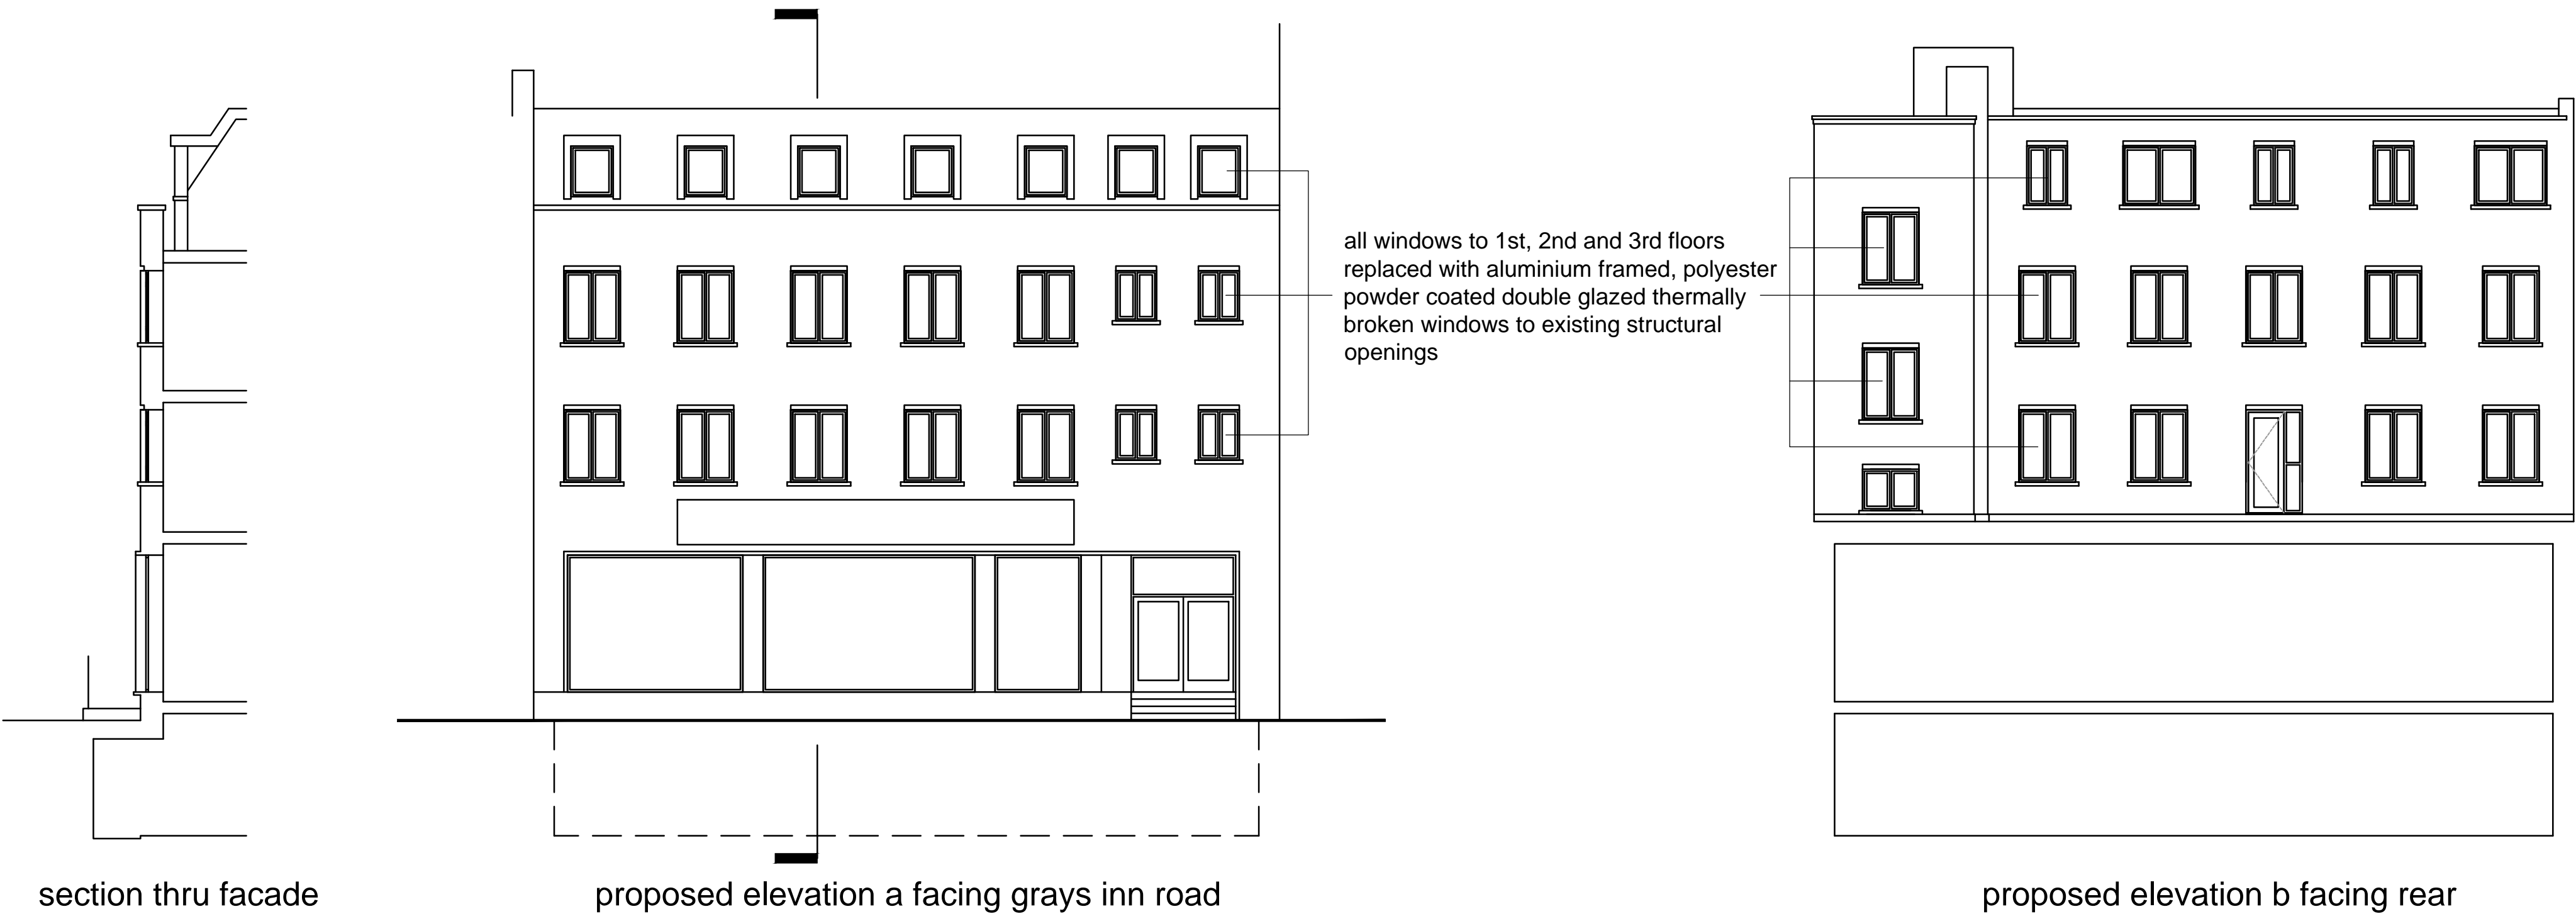 all windows to 1st, 2nd and 3rd floors
replaced with aluminium framed, polyester
powder coated double glazed thermally
broken windows to existing structural
openings
section thru facade
proposed elevation a facing grays inn road
proposed elevation b facing rear